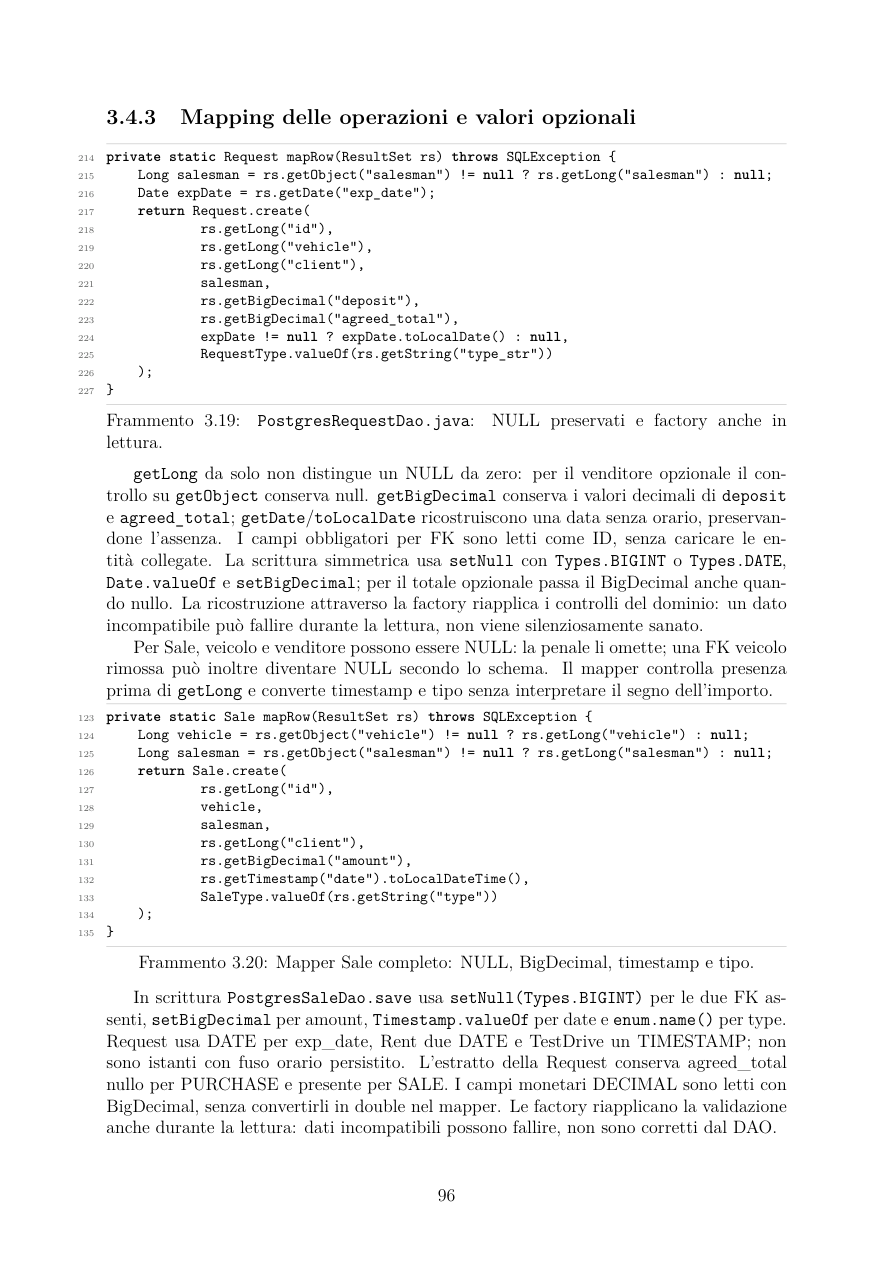 3.4.3 Mapping delle operazioni e valori opzionali
214 private static Request mapRow(ResultSet rs) throws SQLException {
215 Long salesman = rs.getObject("salesman") != null ? rs.getLong("salesman") : null;
216 Date expDate = rs.getDate("exp_date");
217 return Request.create(
218 rs.getLong("id"),
219 rs.getLong("vehicle"),
220 rs.getLong("client"),
221 salesman,
222 rs.getBigDecimal("deposit"),
223 rs.getBigDecimal("agreed_total"),
224 expDate != null ? expDate.toLocalDate() : null,
225 RequestType.valueOf(rs.getString("type_str"))
226 );
227 }
Frammento 3.19: PostgresRequestDao.java: NULL preservati e factory anche in
lettura.
getLong da solo non distingue un NULL da zero: per il venditore opzionale il con-
trollo su getObject conserva null. getBigDecimal conserva i valori decimali di deposit
e agreed_total; getDate/toLocalDate ricostruiscono una data senza orario, preservan-
done l'assenza. I campi obbligatori per FK sono letti come ID, senza caricare le en-
tità collegate. La scrittura simmetrica usa setNull con Types.BIGINT o Types.DATE,
Date.valueOf e setBigDecimal; per il totale opzionale passa il BigDecimal anche quan-
do nullo. La ricostruzione attraverso la factory riapplica i controlli del dominio: un dato
incompatibile può fallire durante la lettura, non viene silenziosamente sanato.
Per Sale, veicolo e venditore possono essere NULL: la penale li omette; una FK veicolo
rimossa può inoltre diventare NULL secondo lo schema. Il mapper controlla presenza
prima di getLong e converte timestamp e tipo senza interpretare il segno dell'importo.
123 private static Sale mapRow(ResultSet rs) throws SQLException {
124 Long vehicle = rs.getObject("vehicle") != null ? rs.getLong("vehicle") : null;
125 Long salesman = rs.getObject("salesman") != null ? rs.getLong("salesman") : null;
126 return Sale.create(
127 rs.getLong("id"),
128 vehicle,
129 salesman,
130 rs.getLong("client"),
131 rs.getBigDecimal("amount"),
132 rs.getTimestamp("date").toLocalDateTime(),
133 SaleType.valueOf(rs.getString("type"))
134 );
135 }
Frammento 3.20: Mapper Sale completo: NULL, BigDecimal, timestamp e tipo.
In scrittura PostgresSaleDao.save usa setNull(Types.BIGINT) per le due FK as-
senti, setBigDecimal per amount, Timestamp.valueOf per date e enum.name() per type.
Request usa DATE per exp_date, Rent due DATE e TestDrive un TIMESTAMP; non
sono istanti con fuso orario persistito. L'estratto della Request conserva agreed_total
nullo per PURCHASE e presente per SALE. I campi monetari DECIMAL sono letti con
BigDecimal, senza convertirli in double nel mapper. Le factory riapplicano la validazione
anche durante la lettura: dati incompatibili possono fallire, non sono corretti dal DAO.
96